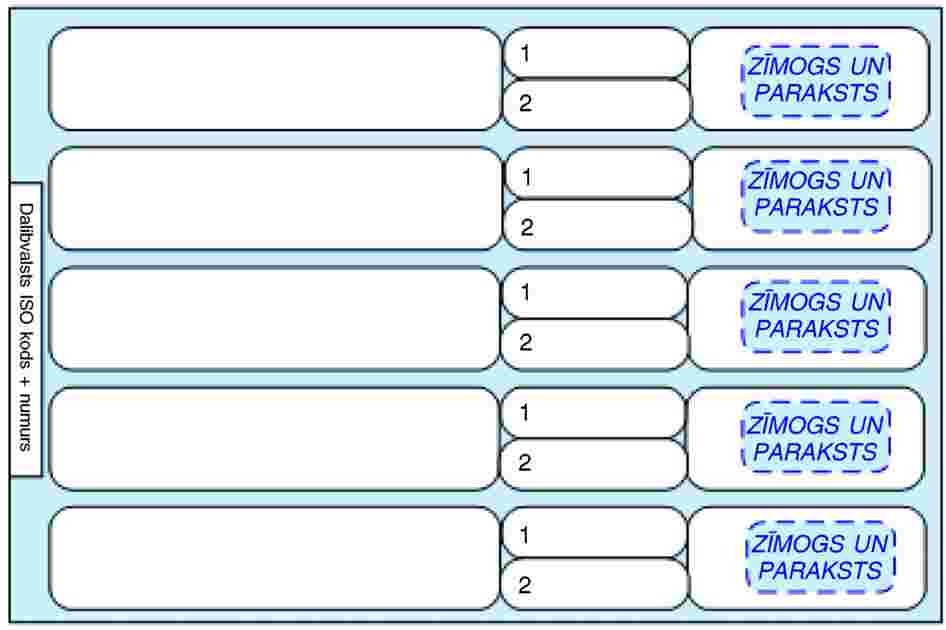 1
2
ZĪMOGS UN
PARAKSTS
1
2
ZĪMOGS UN
PARAKSTS
Dalībvalsts ISO kods + numurs
1
2
ZĪMOGS UN
PARAKSTS
1
2
ZĪMOGS UN
PARAKSTS
1
2
ZĪMOGS UN
PARAKSTS